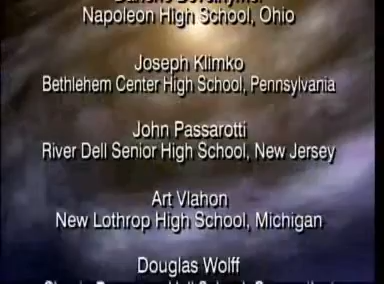 Napoleon High School, Ohio
Joseph Klimko
Bethlehem Center High School, Pennsylvania
John Passarotti
River Dell Senior High School, New Jersey
Art Vlahon
New Lothrop High School, Michigan
Douglas Wolff